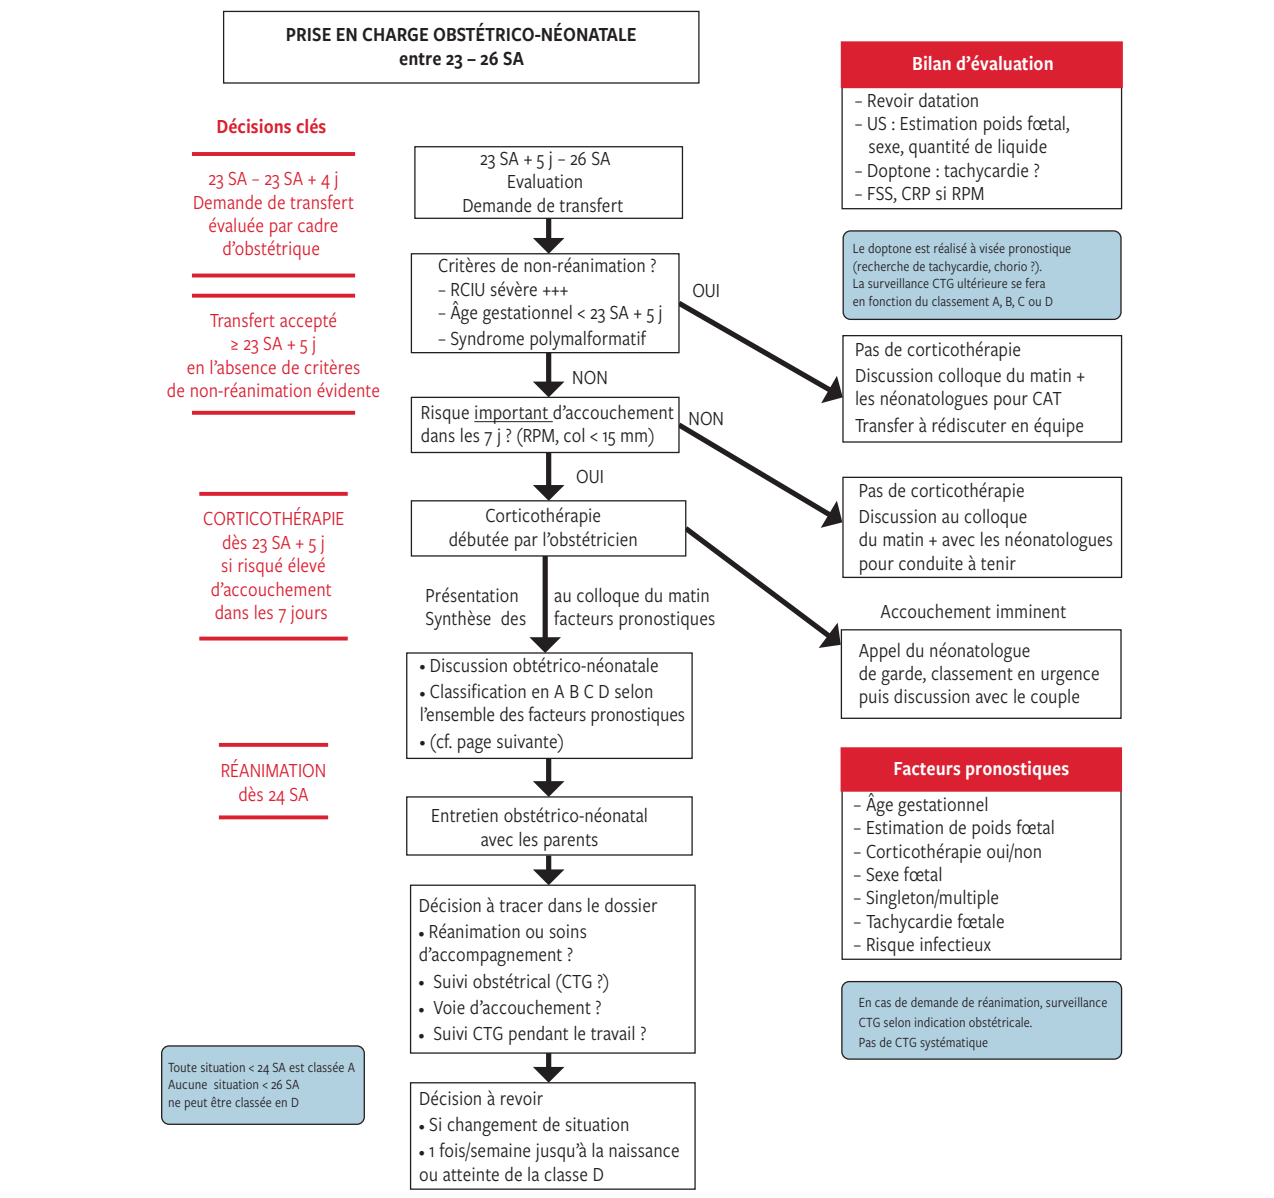 PRISE EN CHARGE OBSTÉTRICO-NÉONATALE
entre 23 – 26 SA
Décisions clés
23 SA – 23 SA + 4 j
Demande de transfert
évaluée par cadre
d’obstétrique
Transfert accepté
≥ 23 SA + 5 j
en l’absence de critères
de non-réanimation évidente
CORTICOTHÉRAPIE
dès 23 SA + 5 j
si risqué élevé
d’accouchement
dans les 7 jours
RÉANIMATION
dès 24 SA
Toute situation < 24 SA est classée A
Aucune situation < 26 SA
ne peut être classée en D
23 SA + 5 j – 26 SA
Evaluation
Demande de transfert
Critères de non-réanimation ?
– RCIU sévère +++
– Âge gestationnel < 23 SA + 5 j
– Syndrome polymalformatif
OUI
NON
Risque important d’accouchement
dans les 7 j ? (RPM, col < 15 mm)
NON
OUI
Corticothérapie
débutée par l’obstétricien
Présentation au colloque du matin
Synthèse des facteurs pronostiques
• Discussion obtétrico-néonatale
• Classification en A B C D selon
l’ensemble des facteurs pronostiques
• (cf. page suivante)
Entretien obstétrico-néonatal
avec les parents
Décision à tracer dans le dossier
• Réanimation ou soins
d’accompagnement ?
• Suivi obstétrical (CTG ?)
• Voie d’accouchement ?
• Suivi CTG pendant le travail ?
Décision à revoir
• Si changement de situation
• 1 fois/semaine jusqu’à la naissance
ou atteinte de la classe D
Bilan d’évaluation
– Revoir datation
– US : Estimation poids fœtal,
sexe, quantité de liquide
– Doptone : tachycardie ?
– FSS, CRP si RPM
Le doptone est réalisé à visée pronostique
(recherche de tachycardie, chorio ?).
La surveillance CTG ultérieure se fera
en fonction du classement A, B, C ou D
Pas de corticothérapie
Discussion colloque du matin +
les néonatologues pour CAT
Transfer à rédiscuter en équipe
Pas de corticothérapie
Discussion au colloque
du matin + avec les néonatologues
pour conduite à tenir
Accouchement imminent
Appel du néonatologue
de garde, classement en urgence
puis discussion avec le couple
Facteurs pronostiques
– Âge gestationnel
– Estimation de poids fœtal
– Corticothérapie oui/non
– Sexe fœtal
– Singleton/multiple
– Tachycardie fœtale
– Risque infectieux
En cas de demande de réanimation, surveillance
CTG selon indication obstétricale.
Pas de CTG systématique